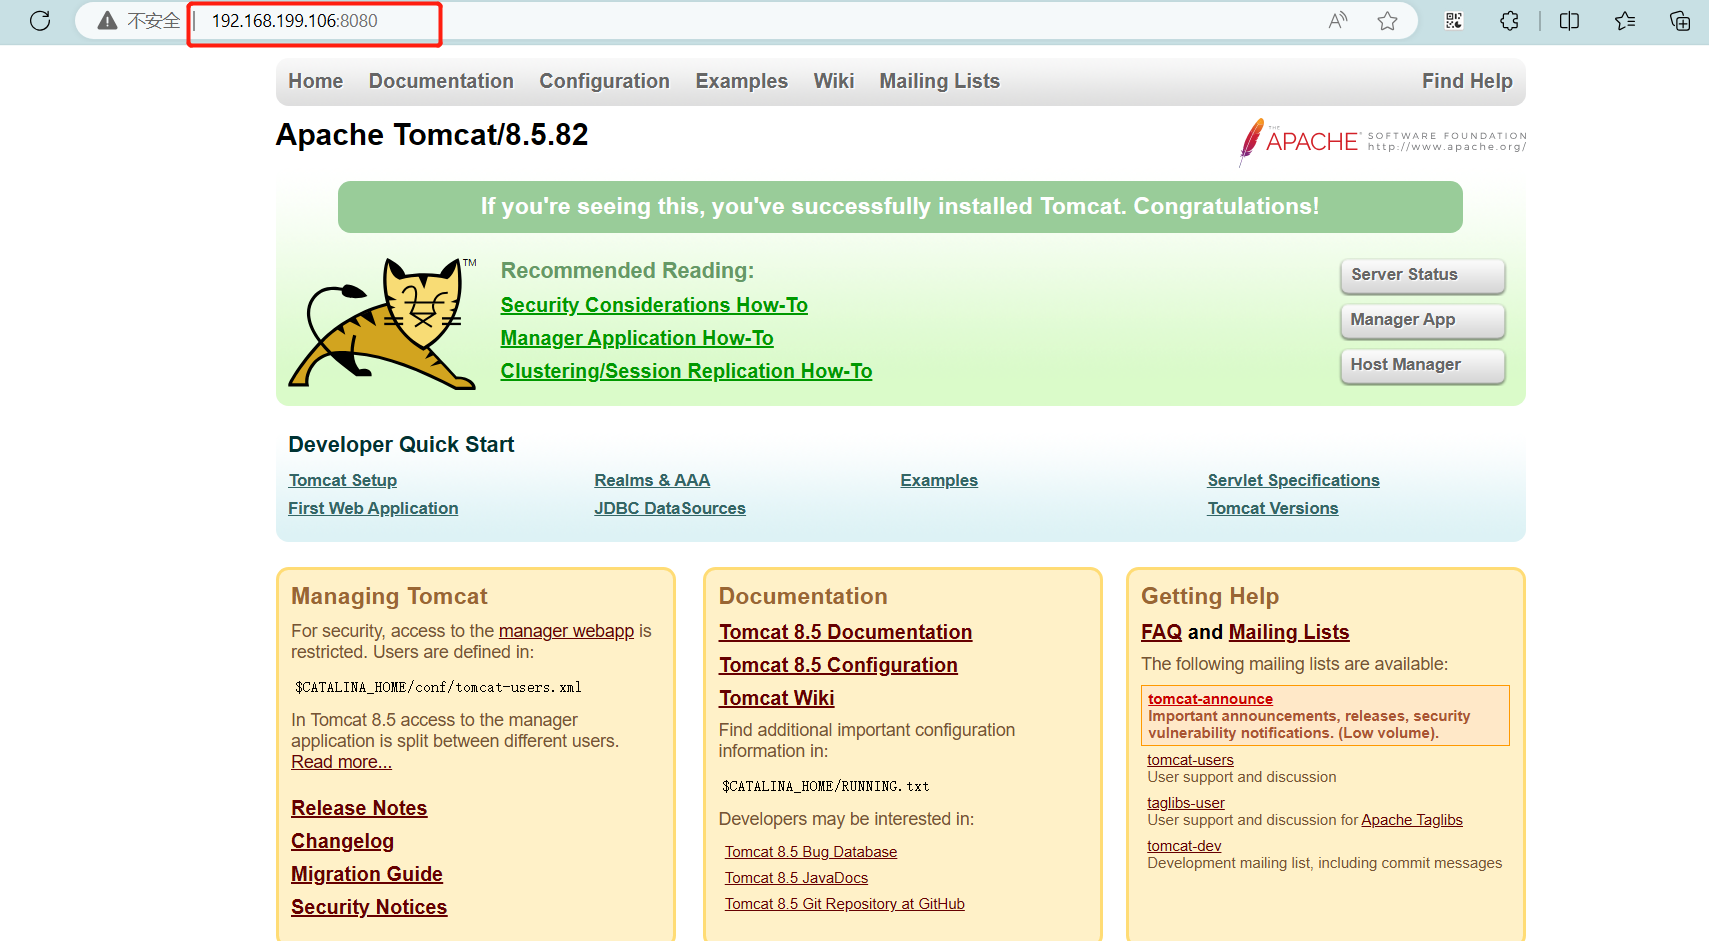 不安全 192.168.199.106:8080
Home Documentation Configuration Examples Wiki Mailing Lists Find Help
Apache Tomcat/8.5.82
THE APACHE SOFTWARE FOUNDATION
http://www.apache.org/
If you're seeing this, you've successfully installed Tomcat. Congratulations!
TM
Recommended Reading:
Security Considerations How-To
Manager Application How-To
Clustering/Session Replication How-To
Server Status
Manager App
Host Manager
Developer Quick Start
Tomcat Setup
First Web Application
Realms & AAA
JDBC DataSources
Examples
Servlet Specifications
Tomcat Versions
Managing Tomcat
For security, access to the manager webapp is
restricted. Users are defined in:
$CATALINA_HOME/conf/tomcat-users.xml
In Tomcat 8.5 access to the manager
application is split between different users.
Read more...
Release Notes
Changelog
Migration Guide
Security Notices
Documentation
Tomcat 8.5 Documentation
Tomcat 8.5 Configuration
Tomcat Wiki
Find additional important configuration
information in:
$CATALINA_HOME/RUNNING.txt
Developers may be interested in:
Tomcat 8.5 Bug Database
Tomcat 8.5 JavaDocs
Tomcat 8.5 Git Repository at GitHub
Getting Help
FAQ and Mailing Lists
The following mailing lists are available:
tomcat-announce
Important announcements, releases, security
vulnerability notifications. (Low volume).
tomcat-users
User support and discussion
taglibs-user
User support and discussion for Apache Taglibs
tomcat-dev
Development mailing list, including commit messages